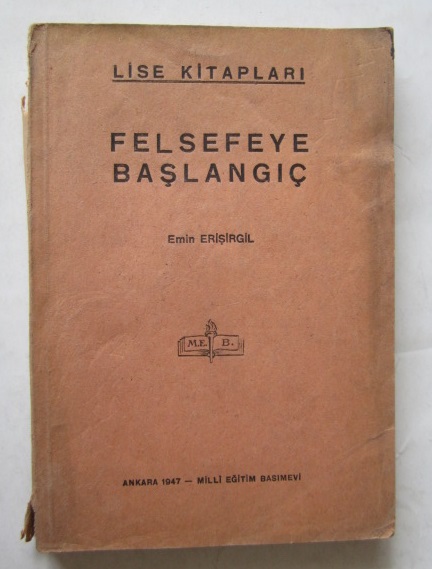 LİSE KİTAPLARI
FELSEFEYE
BAŞLANGIÇ
Emin ERİŞİRGİL
M.E. B.
ANKARA 1947 — MİLLİ EĞİTİM BASIMEVİ